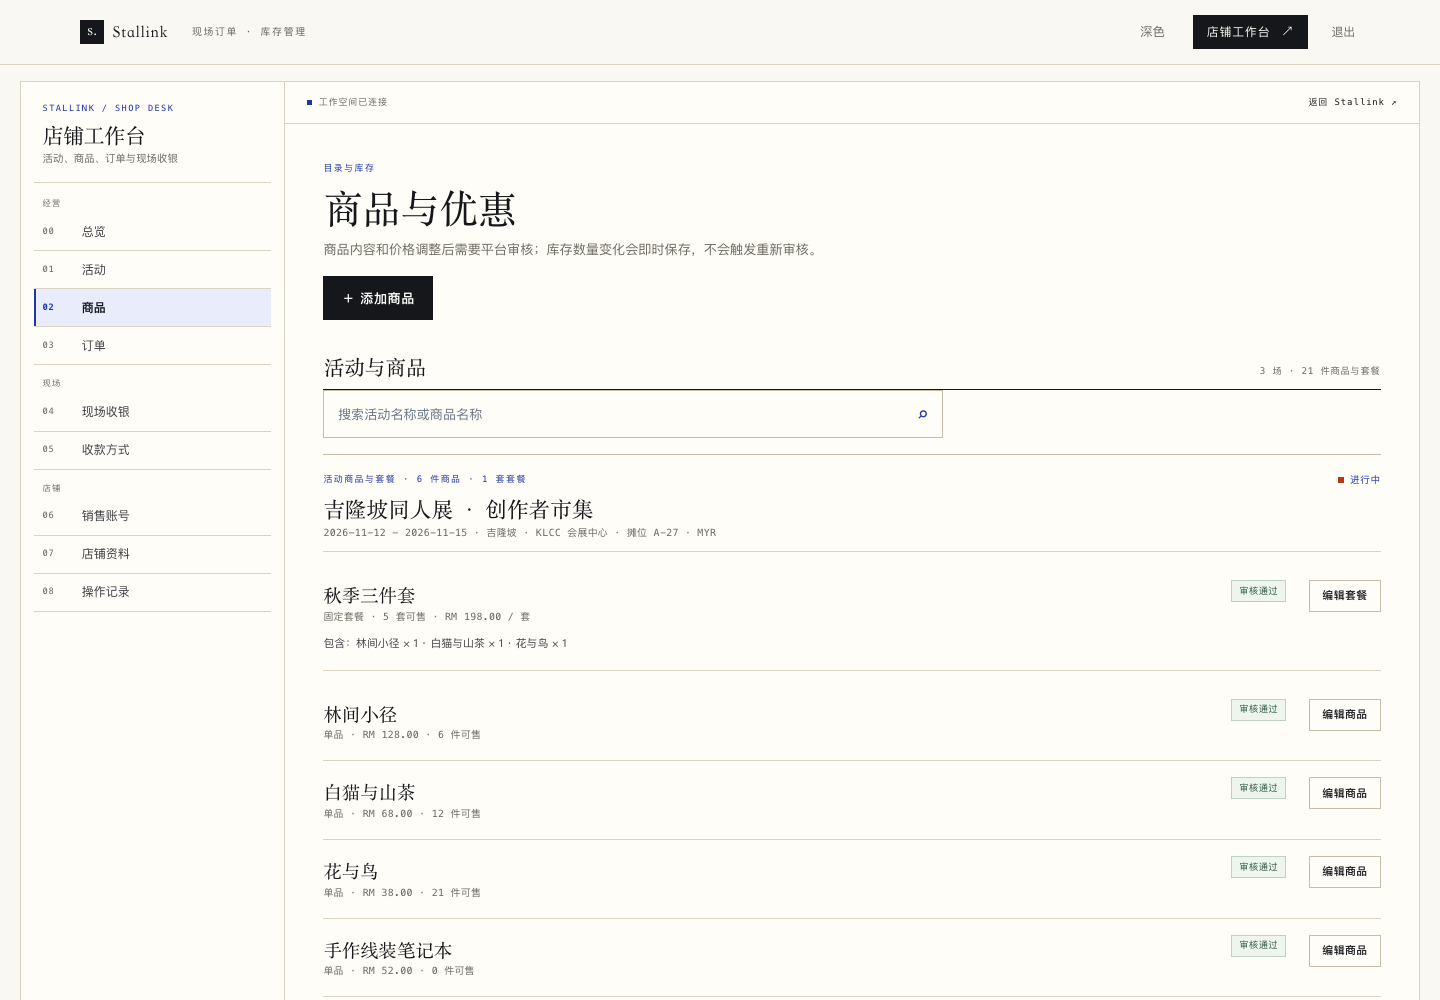 S. Stallink 现场订单 · 库存管理 深色 店铺工作台 ↗ 退出
STALLINK / SHOP DESK
店铺工作台
活动、商品、订单与现场收银
经营
00 总览
01 活动
02 商品
03 订单
现场
04 现场收银
05 收款方式
店铺
06 销售账号
07 店铺资料
08 操作记录
工作空间已连接 返回 Stallink ↗
目录与库存
商品与优惠
商品内容和价格调整后需要平台审核；库存数量变化会即时保存，不会触发重新审核。
+ 添加商品
活动与商品 3 场 · 21 件商品与套餐
搜索活动名称或商品名称
活动商品与套餐 · 6 件商品 · 1 套套餐 进行中
吉隆坡同人展 · 创作者市集
2026-11-12 – 2026-11-15 · 吉隆坡 · KLCC 会展中心 · 摊位 A-27 · MYR
秋季三件套 审核通过 编辑套餐
固定套餐 · 5 套可售 · RM 198.00 / 套
包含：林间小径 × 1 · 白猫与山茶 × 1 · 花与鸟 × 1
林间小径 审核通过 编辑商品
单品 · RM 128.00 · 6 件可售
白猫与山茶 审核通过 编辑商品
单品 · RM 68.00 · 12 件可售
花与鸟 审核通过 编辑商品
单品 · RM 38.00 · 21 件可售
手作线装笔记本 审核通过 编辑商品
单品 · RM 52.00 · 0 件可售